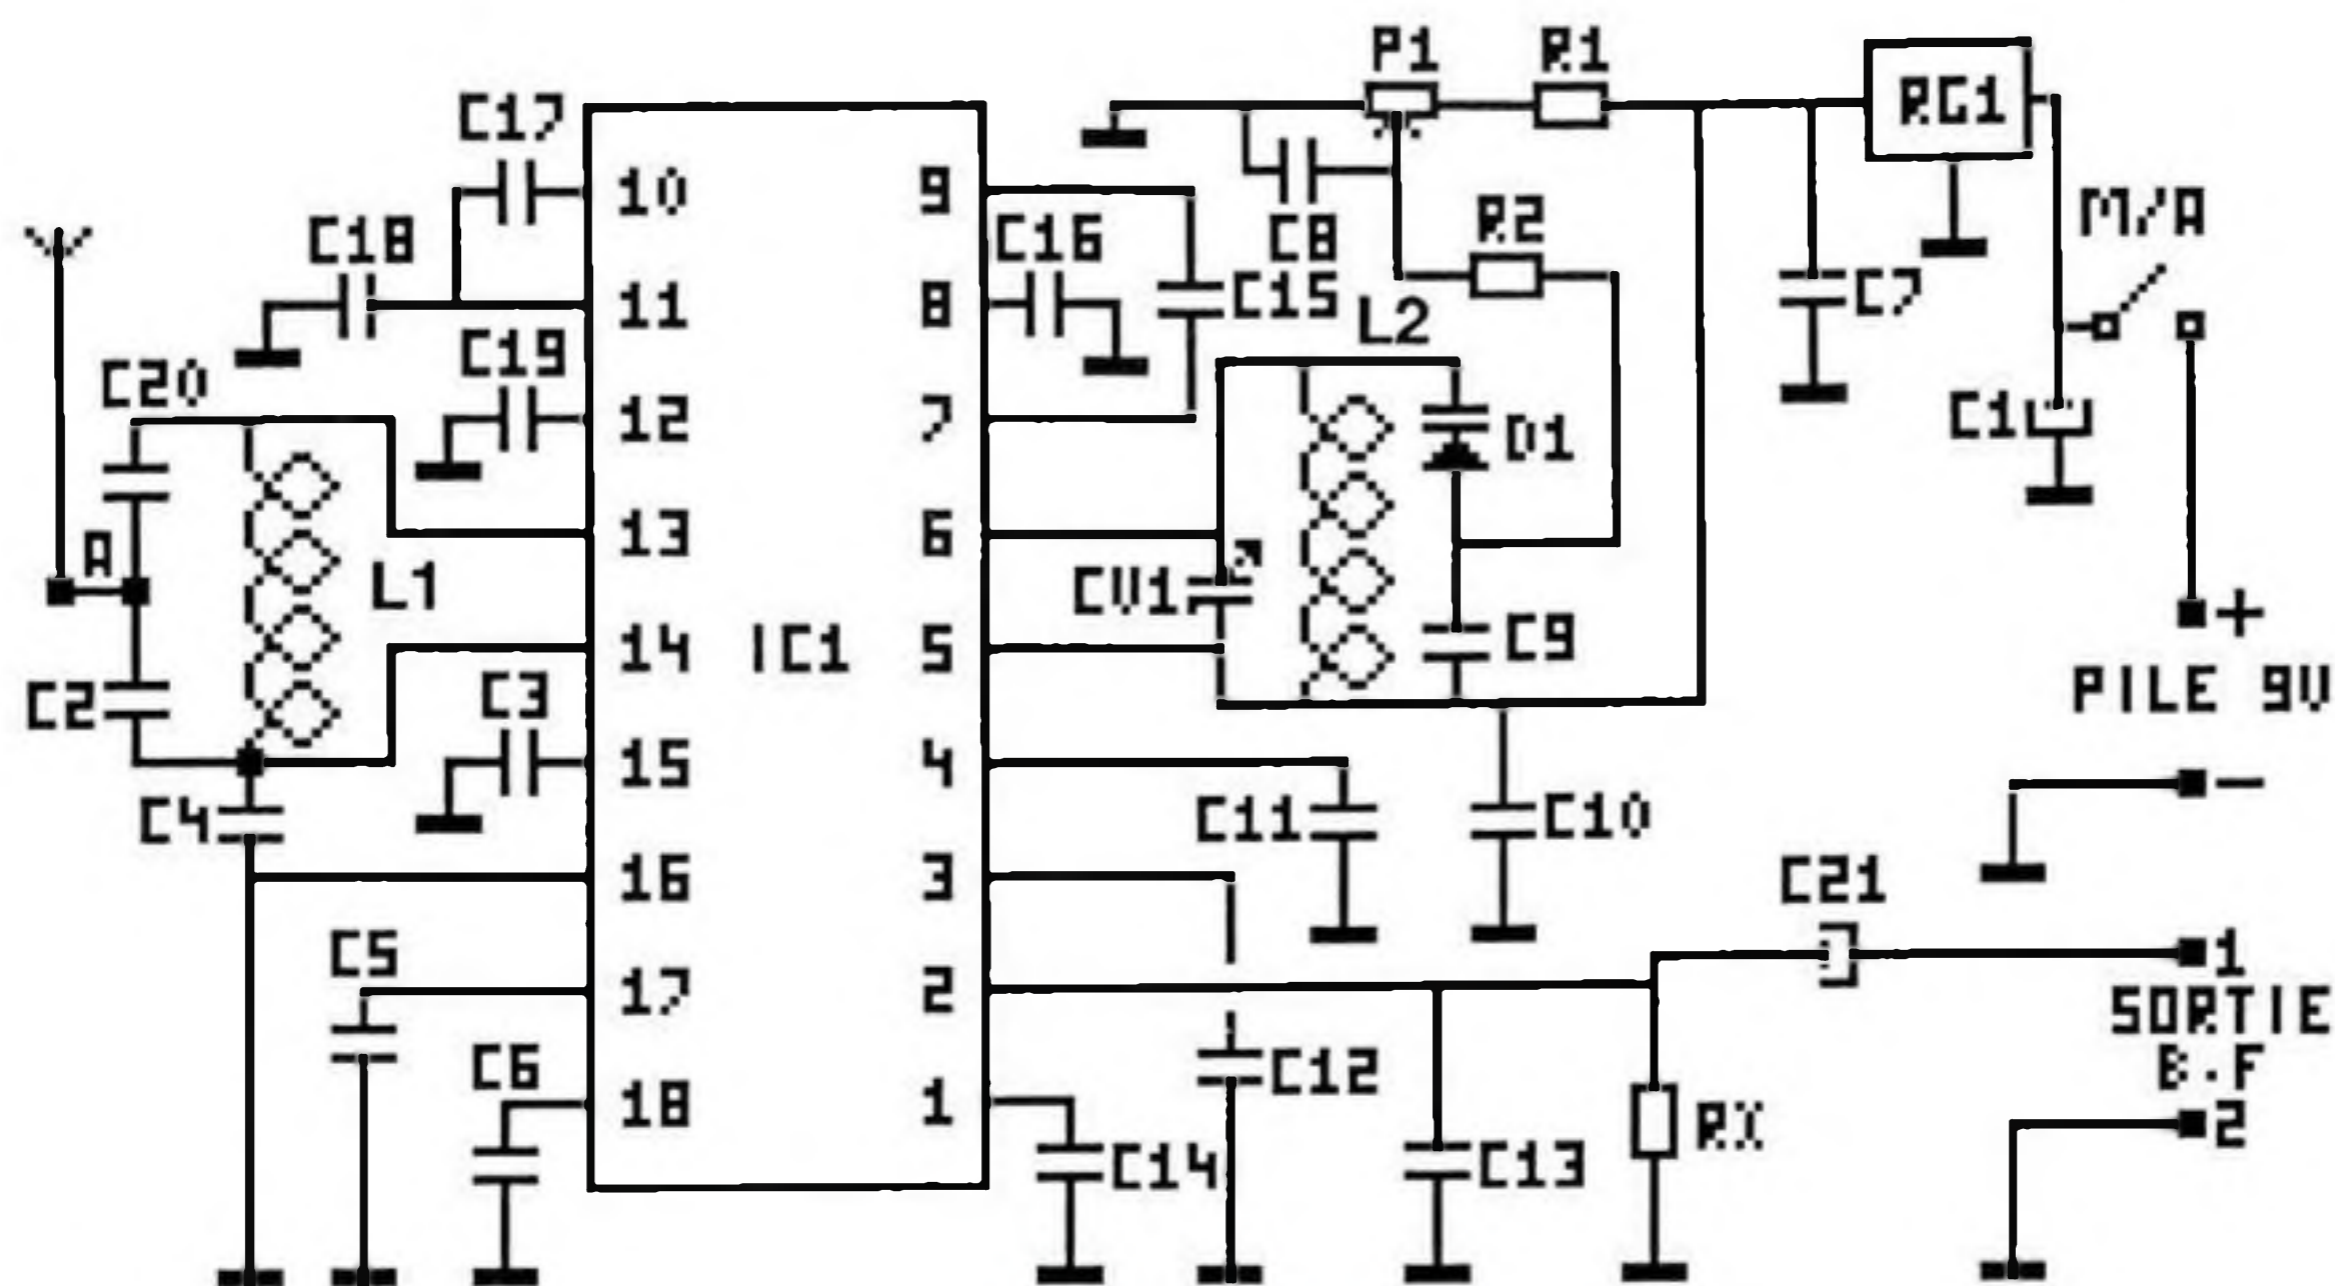 P1 R1
C17 RG1
10 9
M/A
C18 C16 C8 R2
11 8 C15 L2 C7
C19
C20 12 7 C1 D1
13 6
A L1 CV1
+
14 IC1 5 C9
C2 C3 PILE 9V
15 4 −
C4 C11 C10
16 3 C21
C5 1
17 2 SORTIE
C6 C12 B.F
18 1 RX 2
C14 C13